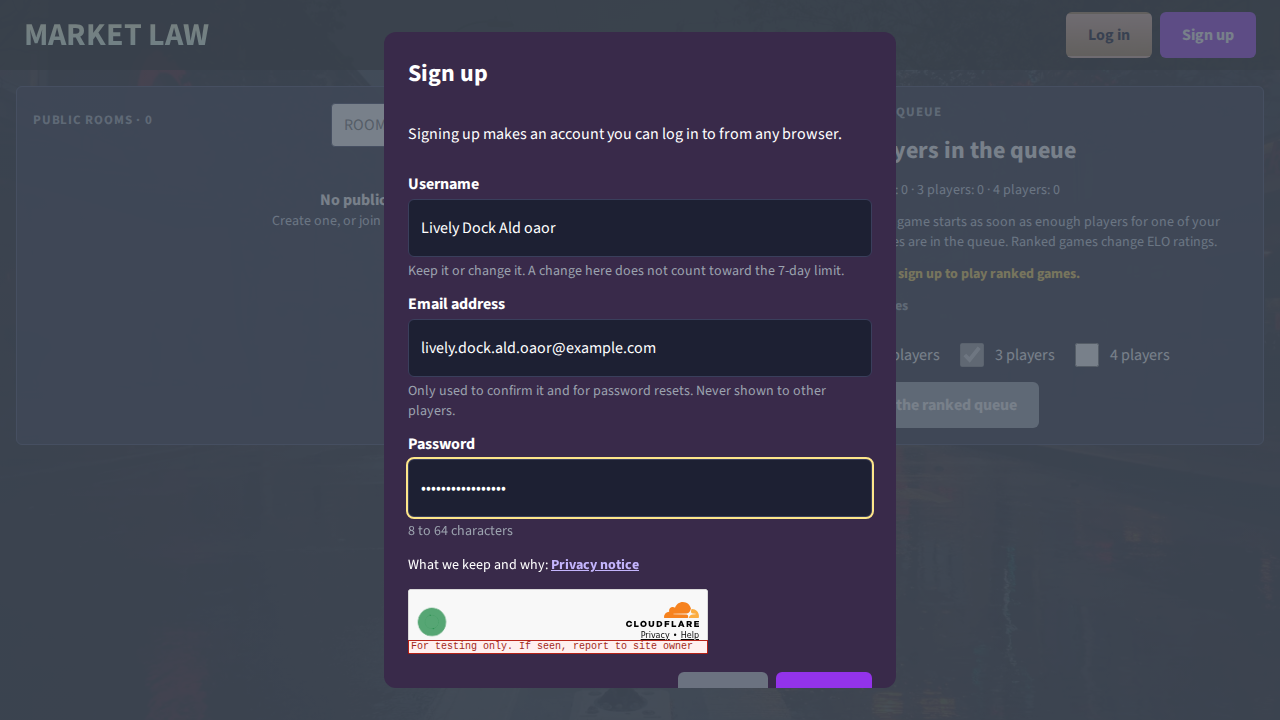 MARKET LAW
Log in
Sign up
PUBLIC ROOMS · 0
ROOM
No public
Create one, or join
QUEUE
yers in the queue
: 0 · 3 players: 0 · 4 players: 0
game starts as soon as enough players for one of your
es are in the queue. Ranked games change ELO ratings.
sign up to play ranked games.
es
players
3 players
4 players
the ranked queue
Sign up
Signing up makes an account you can log in to from any browser.
Username
Lively Dock Ald oaor
Keep it or change it. A change here does not count toward the 7-day limit.
Email address
lively.dock.ald.oaor@example.com
Only used to confirm it and for password resets. Never shown to other
players.
Password
•••••••••••••••••
8 to 64 characters
What we keep and why: Privacy notice
CLOUDFLARE
Privacy • Help
For testing only. If seen, report to site owner